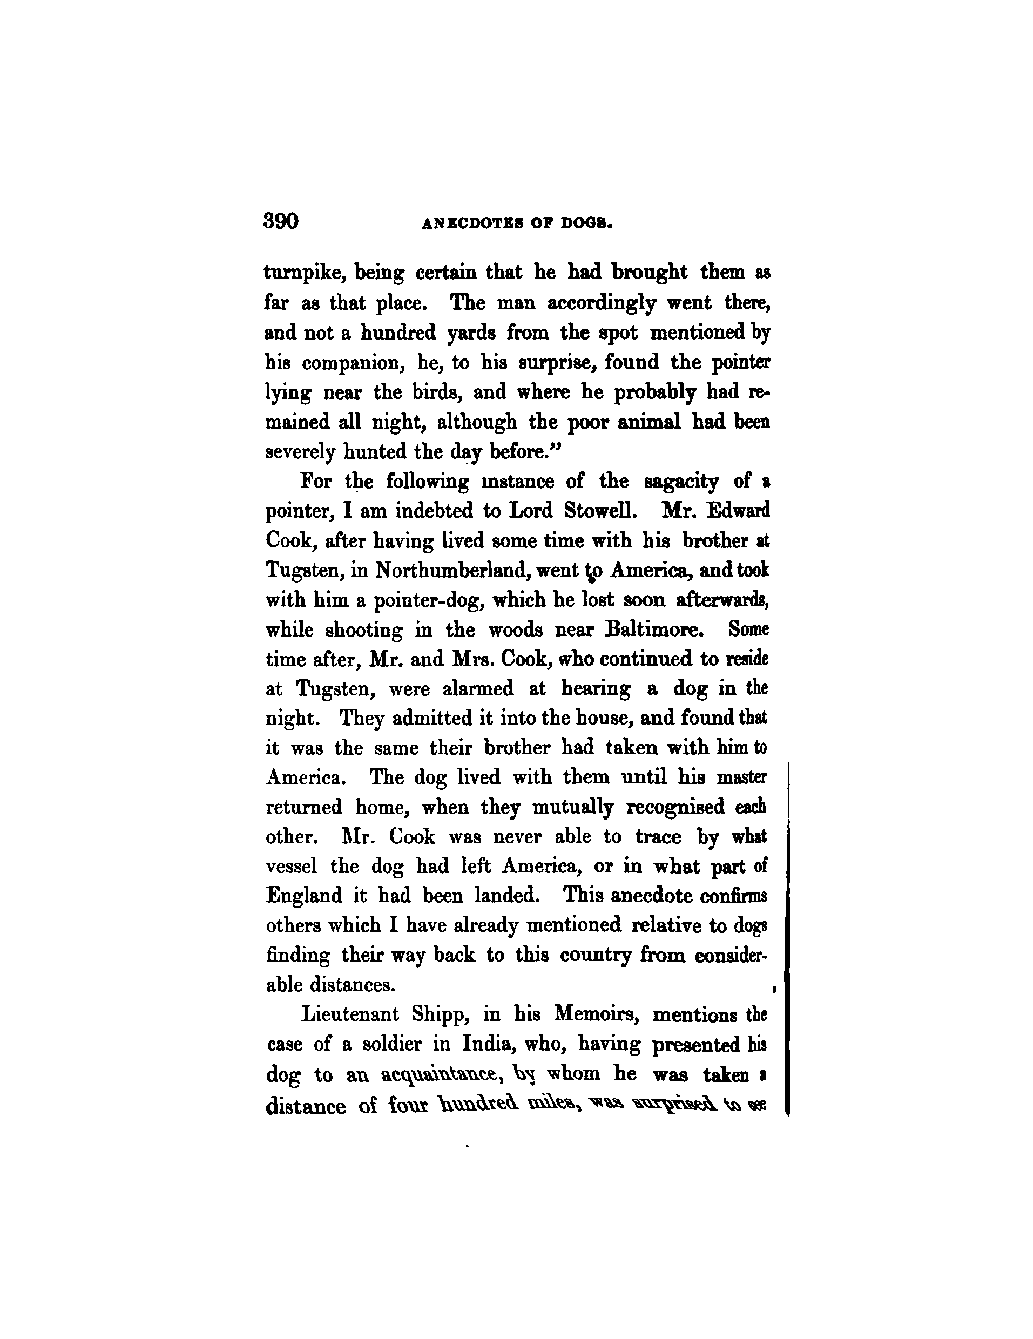 390 ANECDOTES OF DOGS.
turnpike, being certain that he had brought them as
far as that place. The man accordingly went there,
and not a hundred yards from the spot mentioned by
his companion, he, to his surprise, found the pointer
lying near the birds, and where he probably had re-
mained all night, although the poor animal had been
severely hunted the day before."
For the following instance of the sagacity of a
pointer, I am indebted to Lord Stowell. Mr. Edward
Cook, after having lived some time with his brother at
Tugsten, in Northumberland, went to America, and took
with him a pointer-dog, which he lost soon afterwards,
while shooting in the woods near Baltimore. Some
time after, Mr. and Mrs. Cook, who continued to reside
at Tugsten, were alarmed at hearing a dog in the
night. They admitted it into the house, and found that
it was the same their brother had taken with him to
America. The dog lived with them until his master
returned home, when they mutually recognised each
other. Mr. Cook was never able to trace by what
vessel the dog had left America, or in what part of
England it had been landed. This anecdote confirms
others which I have already mentioned relative to dogs
finding their way back to this country from consider-
able distances.
Lieutenant Shipp, in his Memoirs, mentions the
case of a soldier in India, who, having presented his
dog to an acquaintance, by whom he was taken a
distance of four hundred miles, was surprised to see